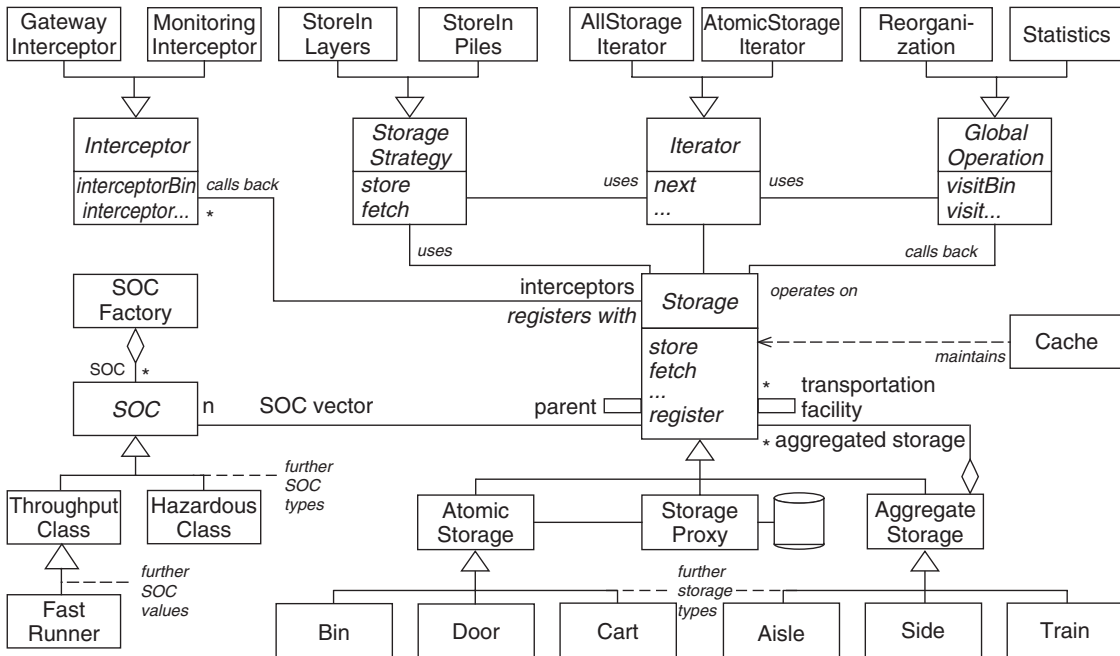 Gateway
Interceptor
Monitoring
Interceptor
StoreIn
Layers
StoreIn
Piles
AllStorage
Iterator
AtomicStorage
Iterator
Reorgani-
zation
Statistics
Interceptor
interceptorBin
interceptor...
calls back
*
Storage
Strategy
store
fetch
uses
Iterator
next
...
uses
Global
Operation
visitBin
visit...
uses
calls back
SOC
Factory
SOC
*
interceptors
registers with
Storage
store
fetch
...
register
operates on
maintains
Cache
SOC
n
SOC vector
parent
*
transportation
facility
* aggregated storage
further
SOC
types
Throughput
Class
Hazardous
Class
Atomic
Storage
Storage
Proxy
Aggregate
Storage
further
SOC
values
further
storage
types
Fast
Runner
Bin
Door
Cart
Aisle
Side
Train